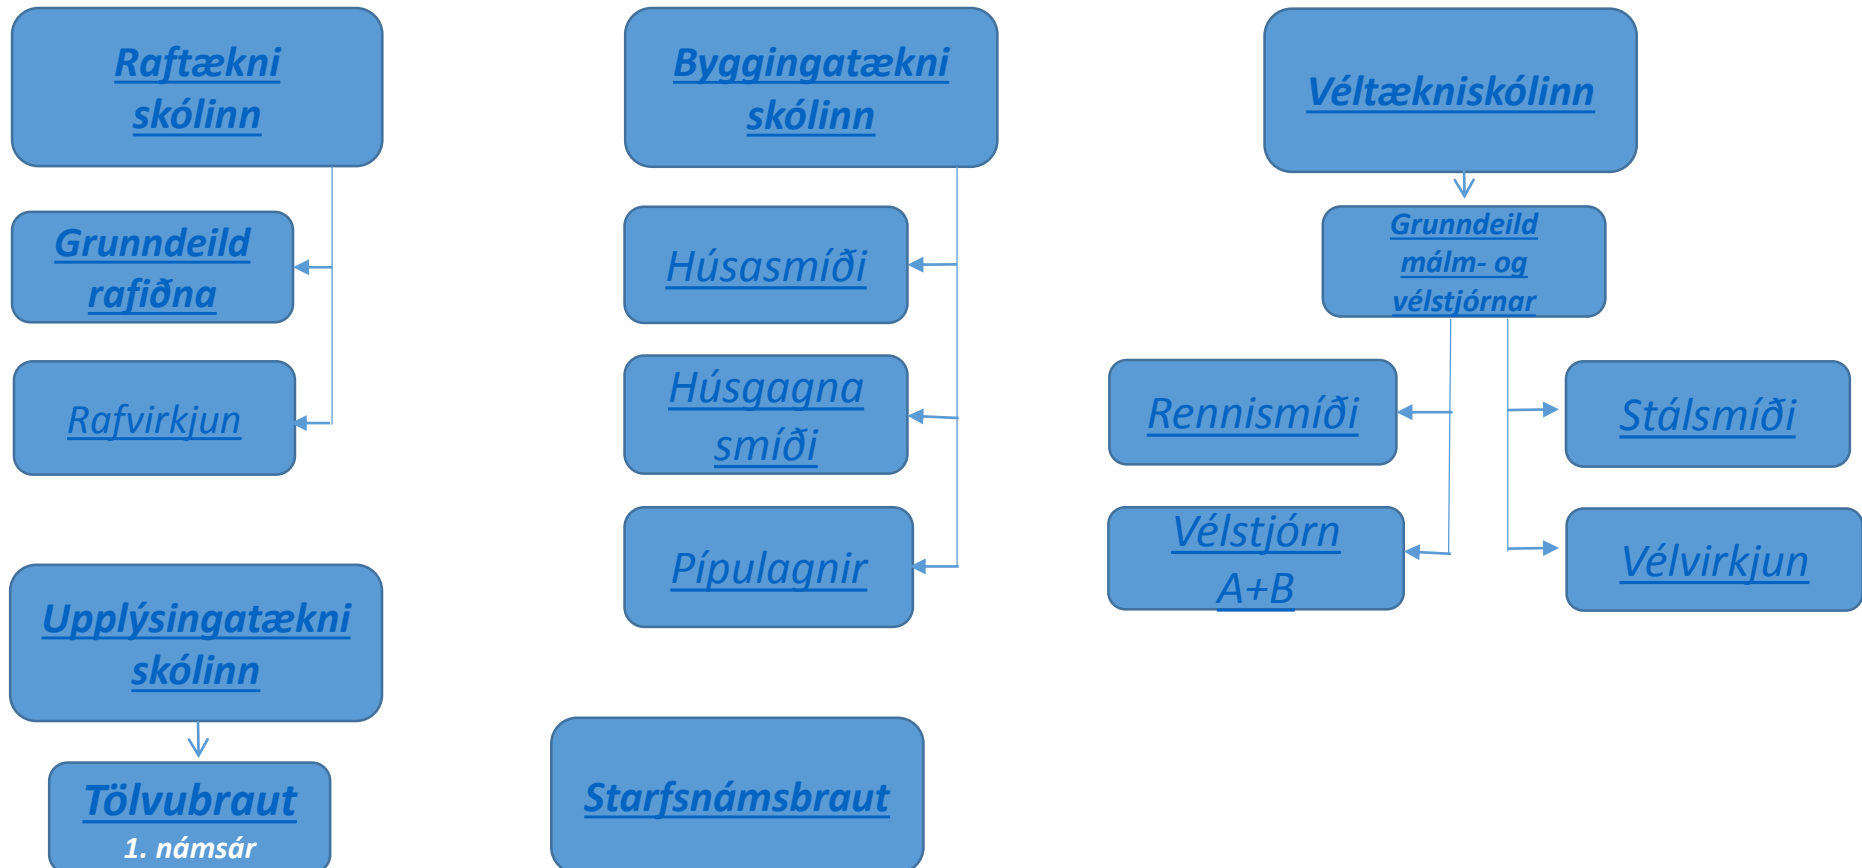 Raftækni
skólinn
Grunndeild
rafiðna
Rafvirkjun
Upplýsingatækni
skólinn
Tölvubraut
1. námsár
Byggingatækni
skólinn
Húsasmíði
Húsgagna
smíði
Pípulagnir
Starfsnámsbraut
Véltækniskólinn
Grunndeild
málm- og
vélstjórnar
Rennismíði
Stálsmíði
Vélstjórn
A+B
Vélvirkjun